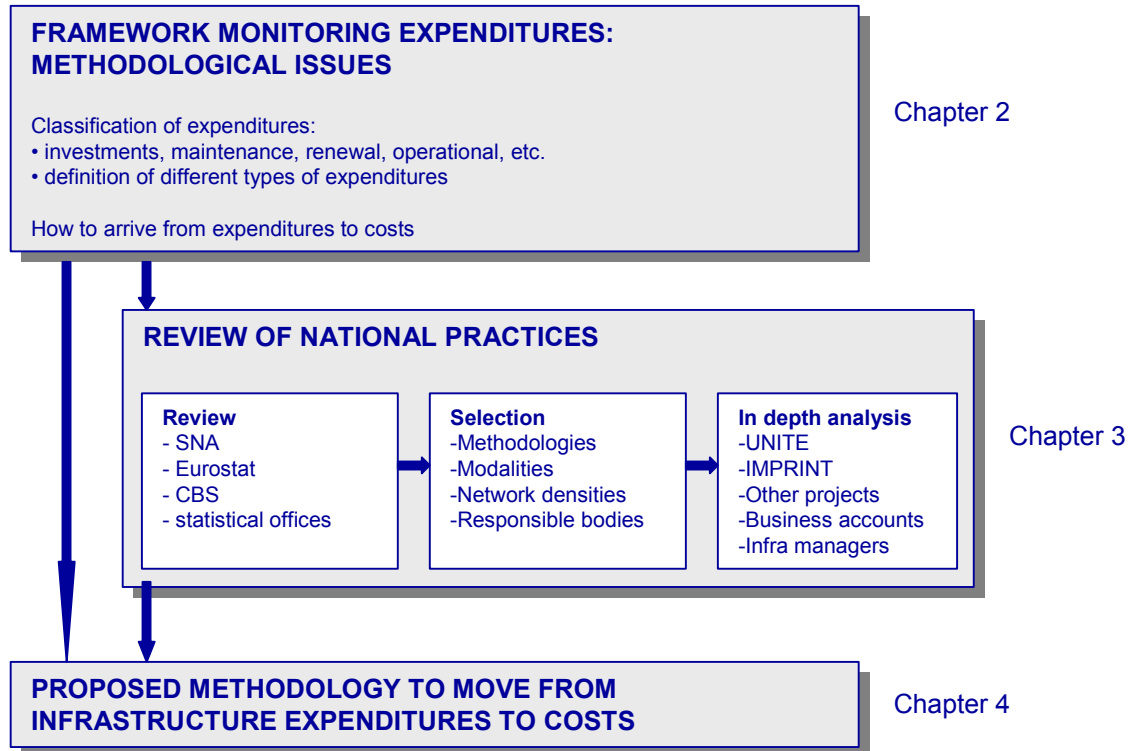 FRAMEWORK MONITORING EXPENDITURES:
METHODOLOGICAL ISSUES
Classification of expenditures:
• investments, maintenance, renewal, operational, etc.
• definition of different types of expenditures
How to arrive from expenditures to costs
Chapter 2
REVIEW OF NATIONAL PRACTICES
Review
- SNA
- Eurostat
- CBS
- statistical offices
Selection
-Methodologies
-Modalities
-Network densities
-Responsible bodies
In depth analysis
-UNITE
-IMPRINT
-Other projects
-Business accounts
-Infra managers
Chapter 3
PROPOSED METHODOLOGY TO MOVE FROM
INFRASTRUCTURE EXPENDITURES TO COSTS
Chapter 4